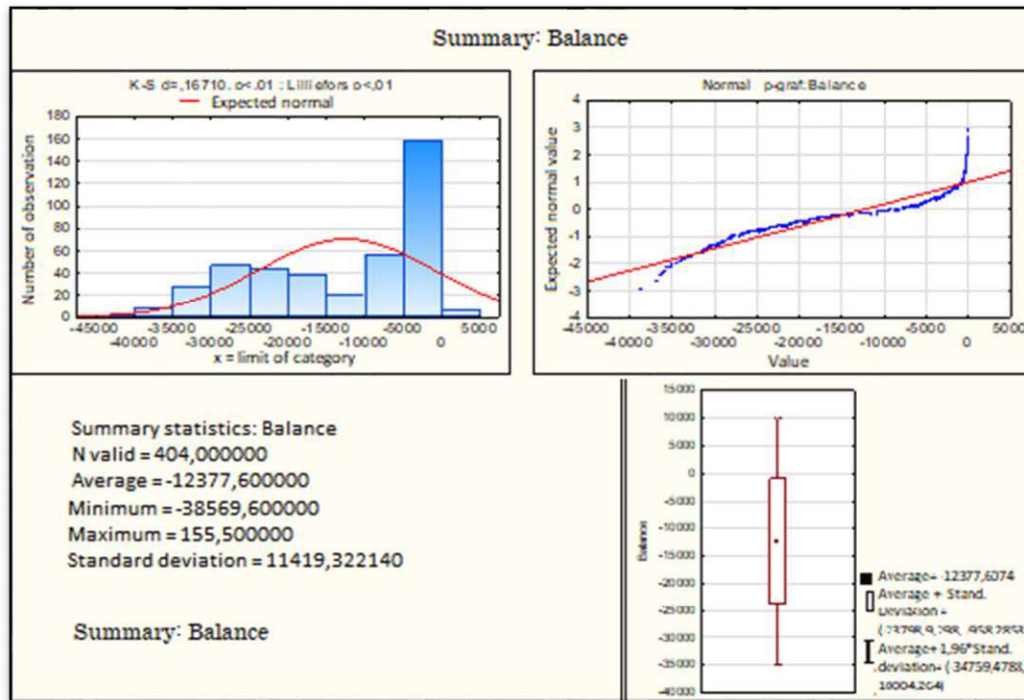 Summary: Balance
K-S d=,16710. p<.01 : Lilliefors p<,01
Expected normal
Number of observation
180
160
140
120
100
80
60
40
20
0
-45000 -35000 -25000 -15000 -5000 5000
-40000 -30000 -20000 -10000 0
x = limit of category
Normal p-graf:Balance
Expected normal value
4
3
2
1
0
-1
-2
-3
-4
-45000 -35000 -25000 -15000 -5000 5000
-40000 -30000 -20000 -10000 0
Value
Summary statistics: Balance
N valid = 404,000000
Average = -12377,600000
Minimum = -38569,600000
Maximum = 155,500000
Standard deviation = 11419,322140
Summary: Balance
Balance
15000
10000
5000
0
-5000
-10000
-15000
-20000
-25000
-30000
-35000
-40000
Average= -12377,6074
Average + Stand.
Deviation =
Average+ 1,96*Stand.
deviation= (-34759,4788,